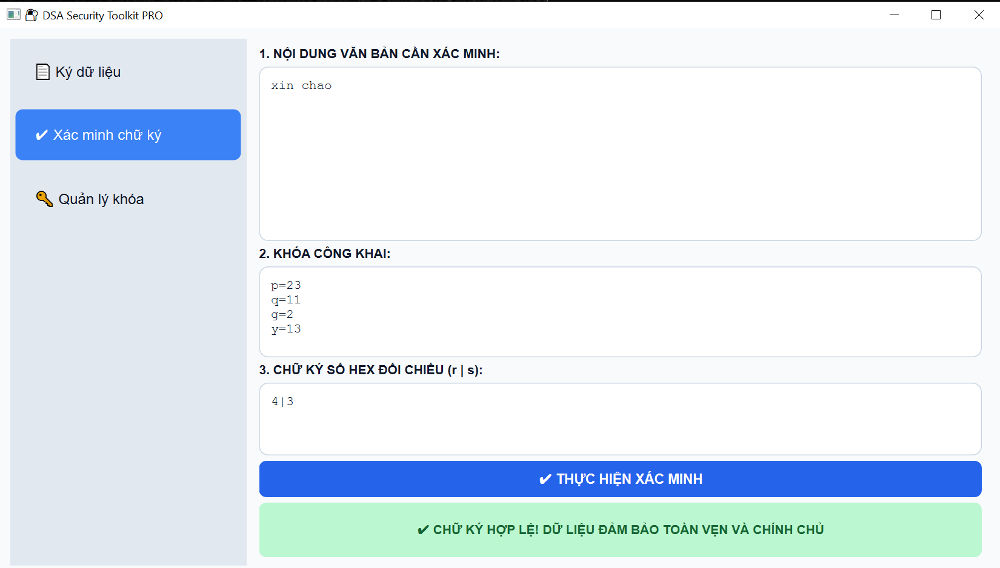 DSA Security Toolkit PRO
Ký dữ liệu
✔ Xác minh chữ ký
Quản lý khóa
1. NỘI DUNG VĂN BẢN CẦN XÁC MINH:
xin chao
2. KHÓA CÔNG KHAI:
p=23
q=11
g=2
y=13
3. CHỮ KÝ SỐ HEX ĐỐI CHIẾU (r | s):
4|3
✔ THỰC HIỆN XÁC MINH
✔ CHỮ KÝ HỢP LỆ! DỮ LIỆU ĐẢM BẢO TOÀN VẸN VÀ CHÍNH CHỦ